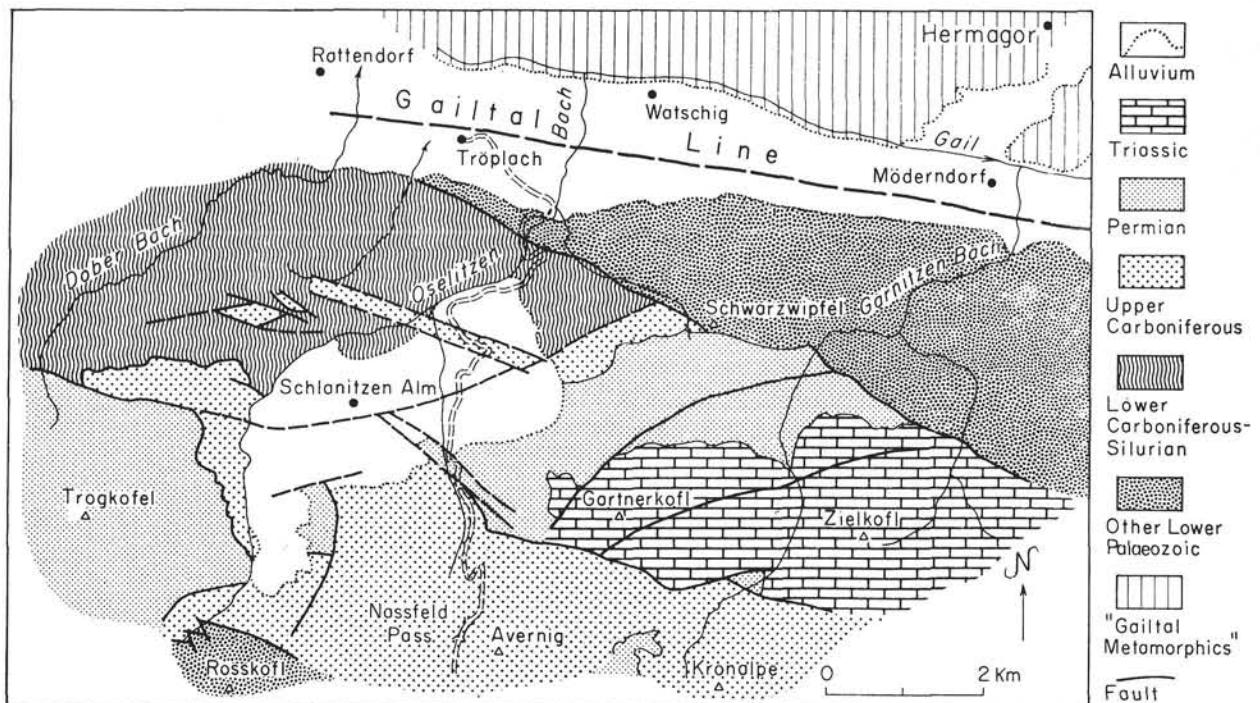 Hermagor
Rattendorf
Gailtal
Bach
Watschig
Line
Gail
Tröplach
Möderndorf
Dober Bach
Oselitzen
Schwarzwipfel
Garnitzen Bach
Schlanitzen Alm
Trogkofel
Gartnerkofl
Zielkofl
N
Nassfeld
Pass
Avernig
Rosskofl
Kronalpe
0 2 Km
Alluvium
Triassic
Permian
Upper
Carboniferous
Lower
Carboniferous-
Silurian
Other Lower
Palaeozoic
"Gailtal
Metamorphics"
Fault